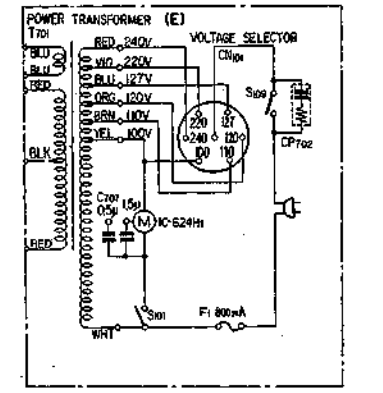 POWER TRANSFORMER (E)
T701
RED 240V
VOLTAGE SELECTOR
CN101
BLU
VIO 220V
BLU
BLU 127V
RED
ORG 120V
BRN 110V
YEL 100V
220 127
240 120
100 110
S109
CP702
BLK
C707
0.5μ 1.5μ
M IC-624H1
RED
S101
F1 800mA
WHT